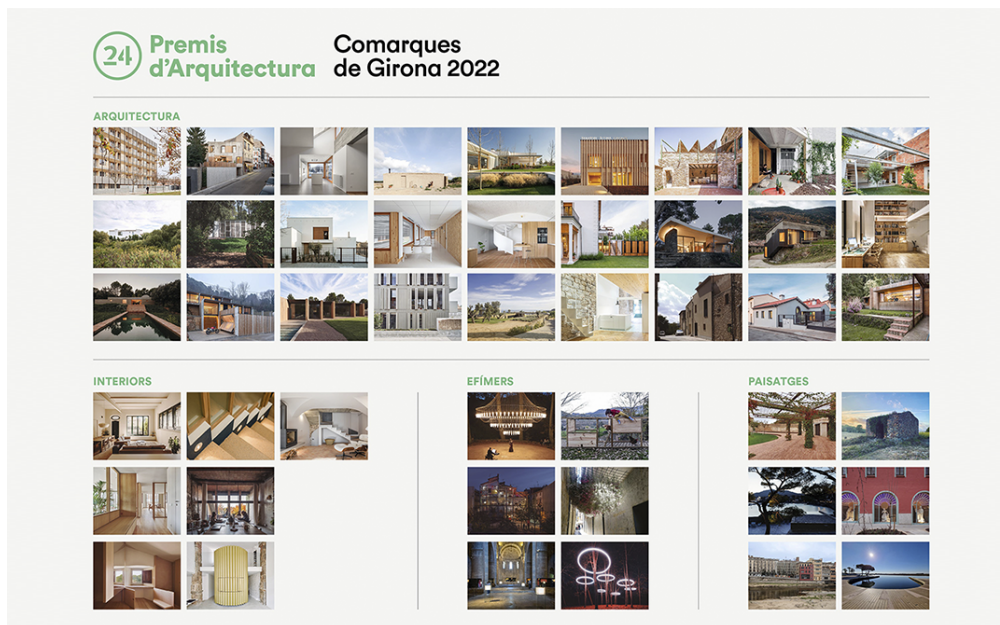 24
Premis
d'Arquitectura
Comarques
de Girona 2022
ARQUITECTURA
INTERIORS
EFÍMERS
PAISATGES